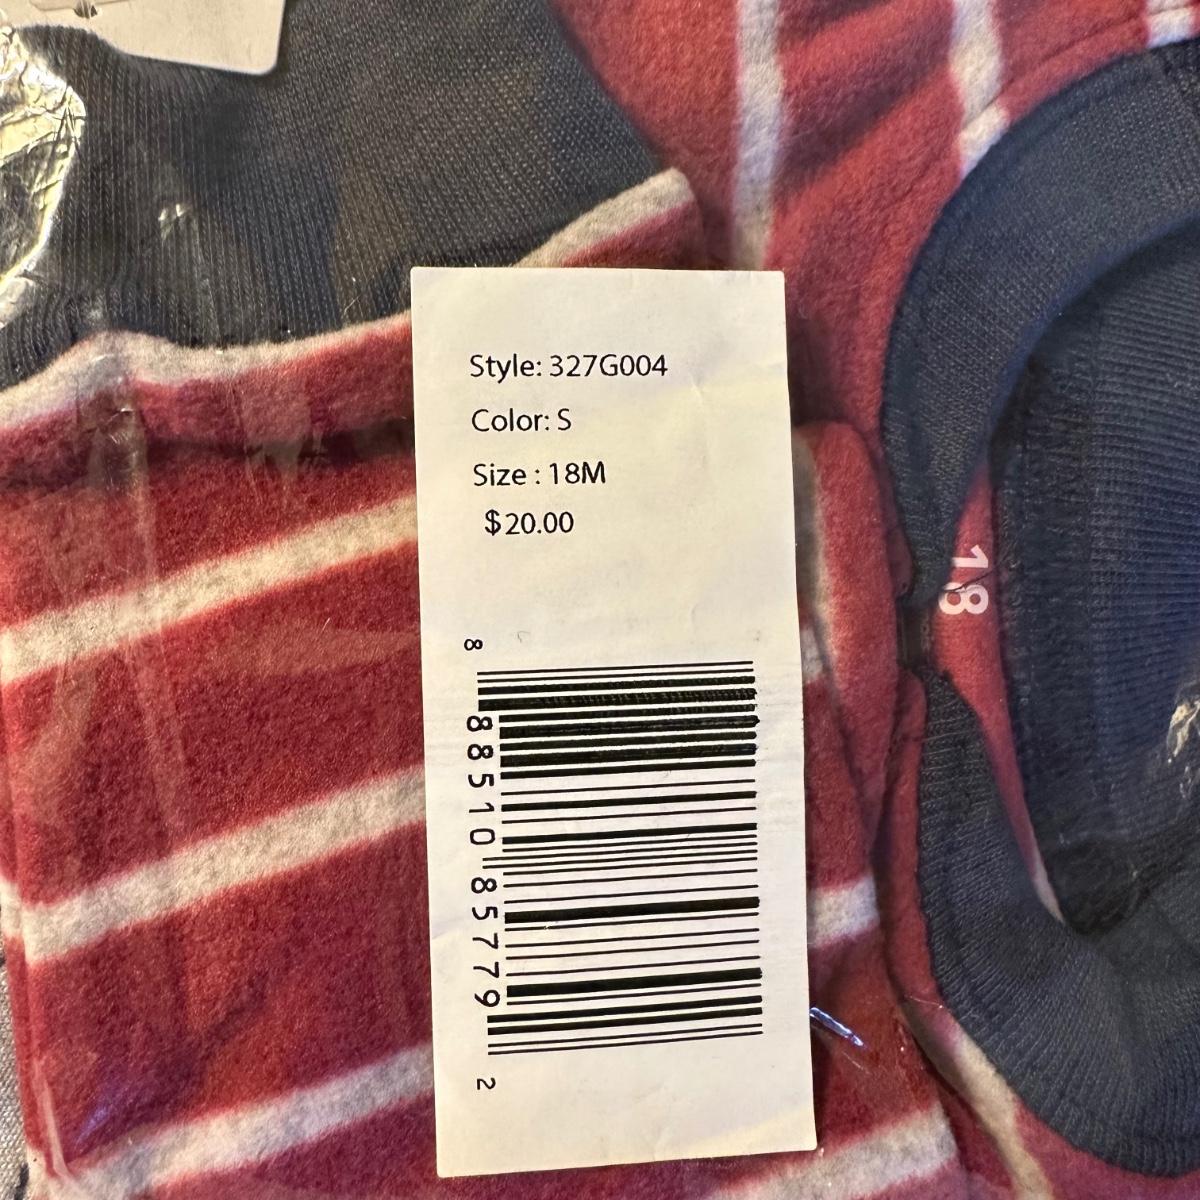 Style: 327G004
Color: S
Size : 18M
$20.00
8 88510 85779 2
18